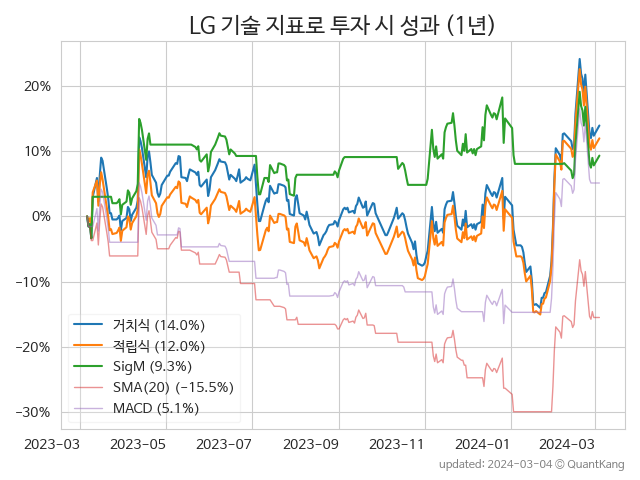 LG 기술 지표로 투자 시 성과 (1년)
20%
10%
0%
−10%
−20%
−30%
거치식 (14.0%)
적립식 (12.0%)
SigM (9.3%)
SMA(20) (−15.5%)
MACD (5.1%)
2023−03
2023−05
2023−07
2023−09
2023−11
2024−01
2024−03
updated: 2024-03-04 © QuantKang